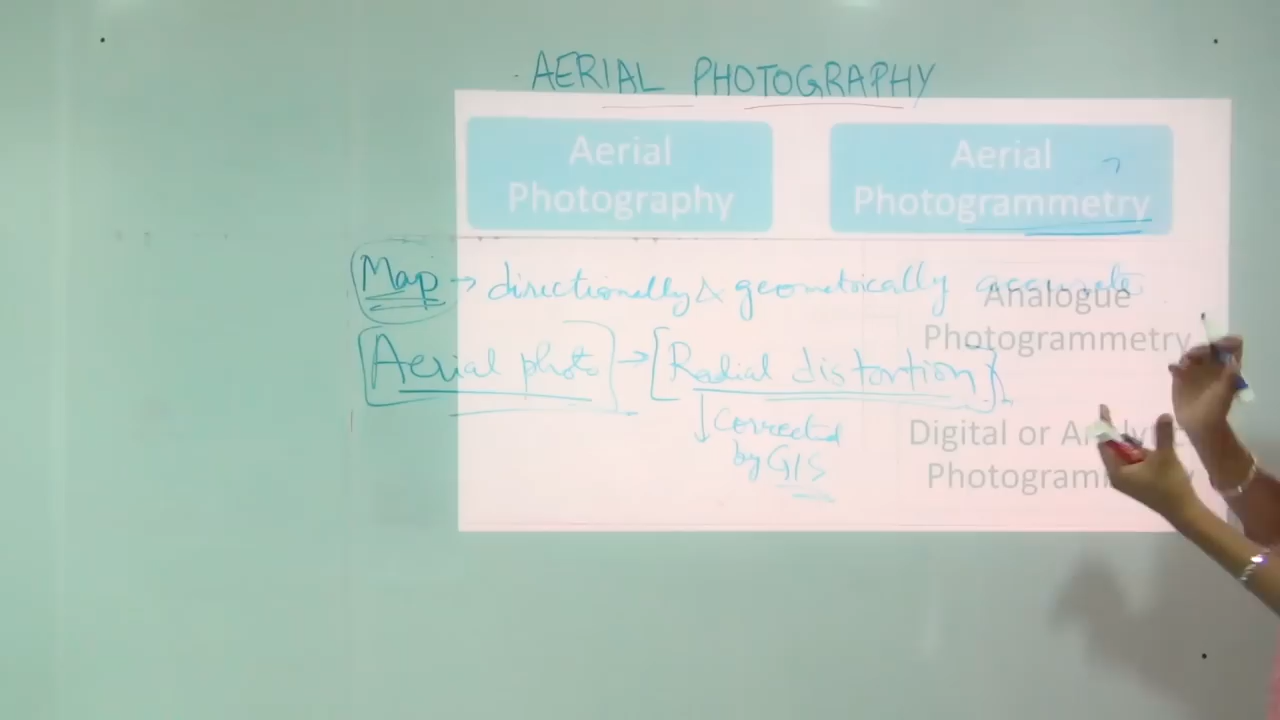 AERIAL PHOTOGRAPHY
Aerial
Photography
Aerial
Photogrammetry
Map → directionally & geometrically accurate
Analogue
Photogrammetry
Aerial photo → [Radial distortion]
↓ Corrected
by GIS
Digital or